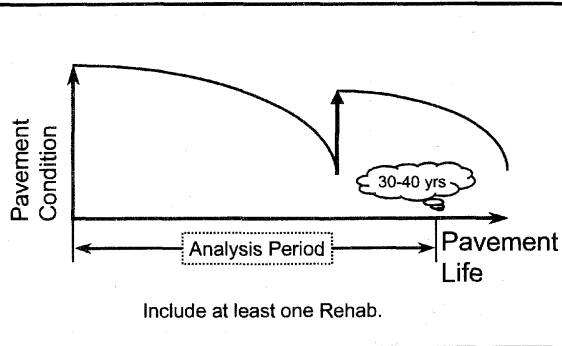 Pavement
Condition
30-40 yrs
Analysis Period
Pavement
Life
Include at least one Rehab.